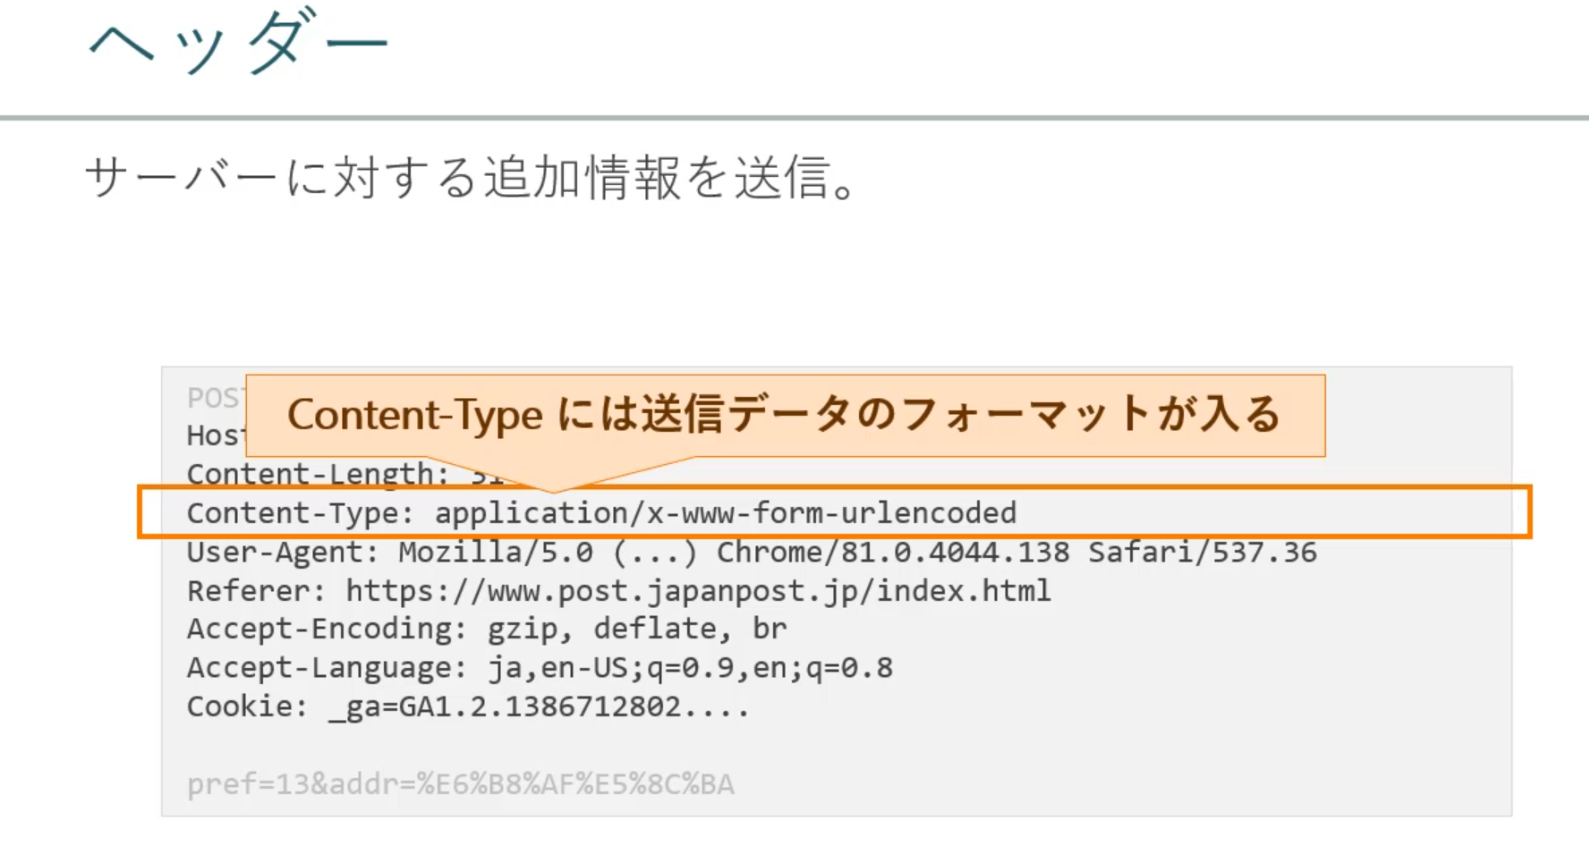 ヘッダー
サーバーに対する追加情報を送信。
Content-Type には送信データのフォーマットが入る
POST
Host
Content-Length: 31
Content-Type: application/x-www-form-urlencoded
User-Agent: Mozilla/5.0 (...) Chrome/81.0.4044.138 Safari/537.36
Referer: https://www.post.japanpost.jp/index.html
Accept-Encoding: gzip, deflate, br
Accept-Language: ja,en-US;q=0.9,en;q=0.8
Cookie: _ga=GA1.2.1386712802....
pref=13&addr=%E6%B8%AF%E5%8C%BA